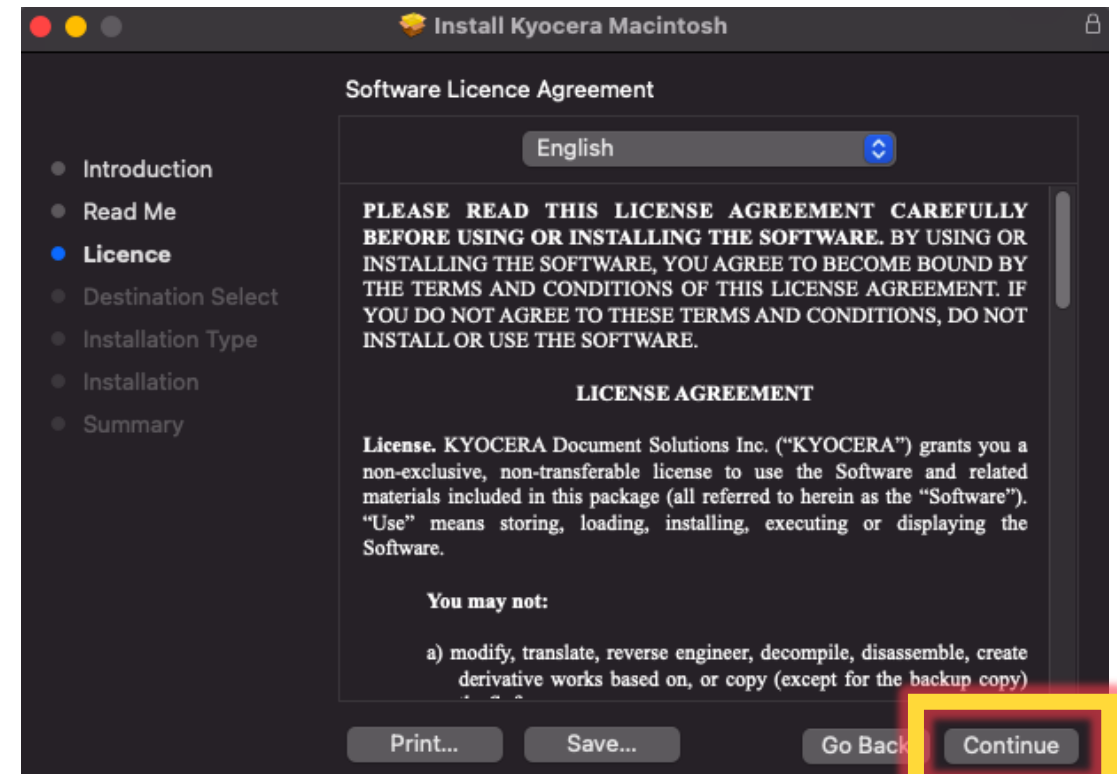 Install Kyocera Macintosh
Software Licence Agreement
English
Introduction
Read Me
Licence
Destination Select
Installation Type
Installation
Summary
PLEASE READ THIS LICENSE AGREEMENT CAREFULLY
BEFORE USING OR INSTALLING THE SOFTWARE. BY USING OR
INSTALLING THE SOFTWARE, YOU AGREE TO BECOME BOUND BY
THE TERMS AND CONDITIONS OF THIS LICENSE AGREEMENT. IF
YOU DO NOT AGREE TO THESE TERMS AND CONDITIONS, DO NOT
INSTALL OR USE THE SOFTWARE.
LICENSE AGREEMENT
License. KYOCERA Document Solutions Inc. (“KYOCERA”) grants you a
non-exclusive, non-transferable license to use the Software and related
materials included in this package (all referred to herein as the “Software”).
“Use” means storing, loading, installing, executing or displaying the
Software.
You may not:
a) modify, translate, reverse engineer, decompile, disassemble, create
derivative works based on, or copy (except for the backup copy)
Print...
Save...
Go Back
Continue